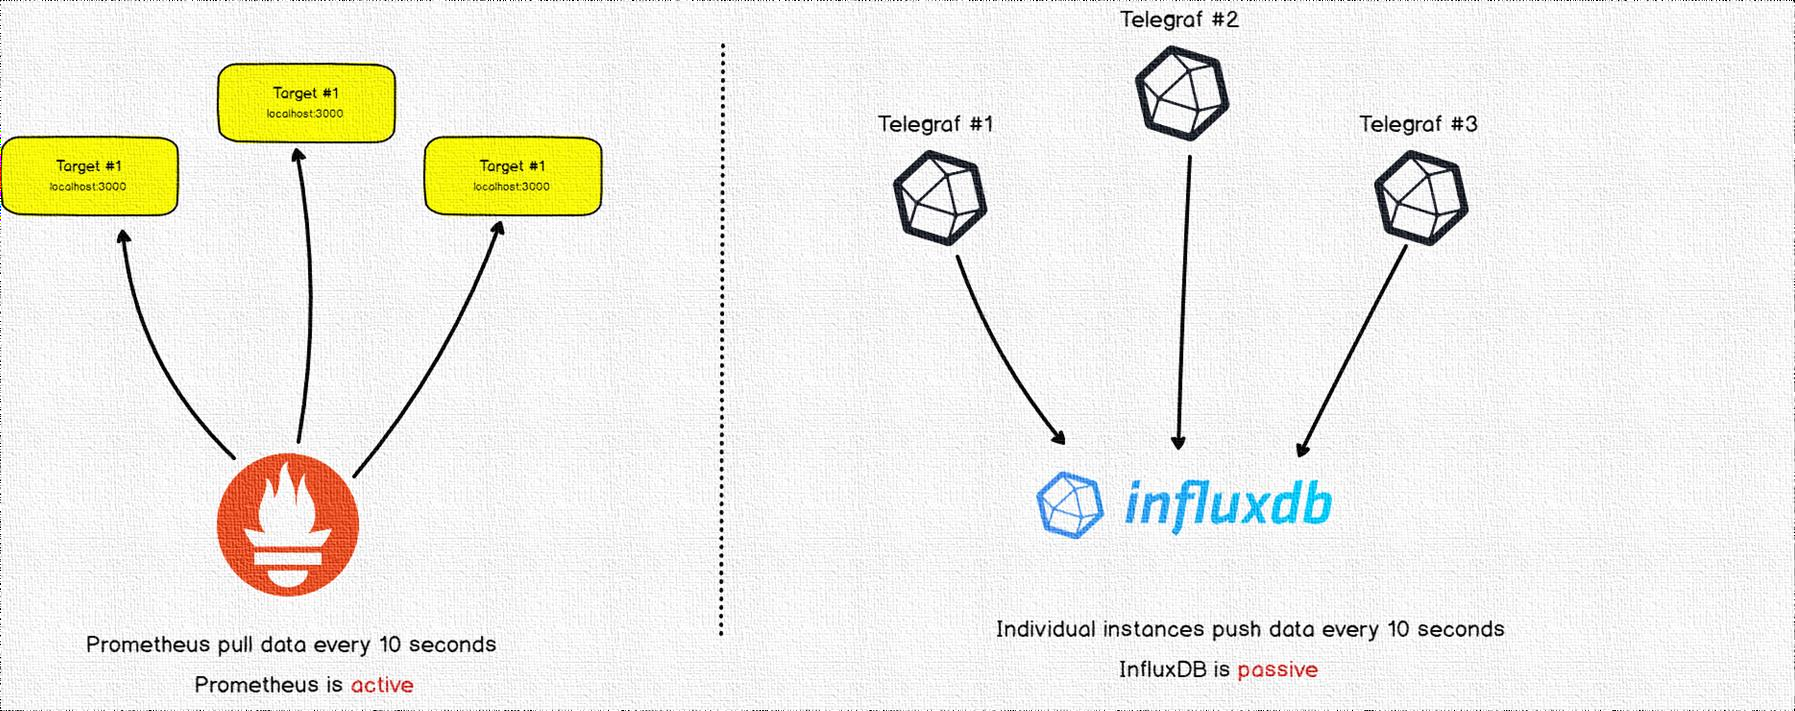 Target #1
localhost:3000
Target #1
localhost:3000
Target #1
localhost:3000
Prometheus pull data every 10 seconds
Prometheus is active
Telegraf #1
Telegraf #2
Telegraf #3
influxdb
Individual instances push data every 10 seconds
InfluxDB is passive